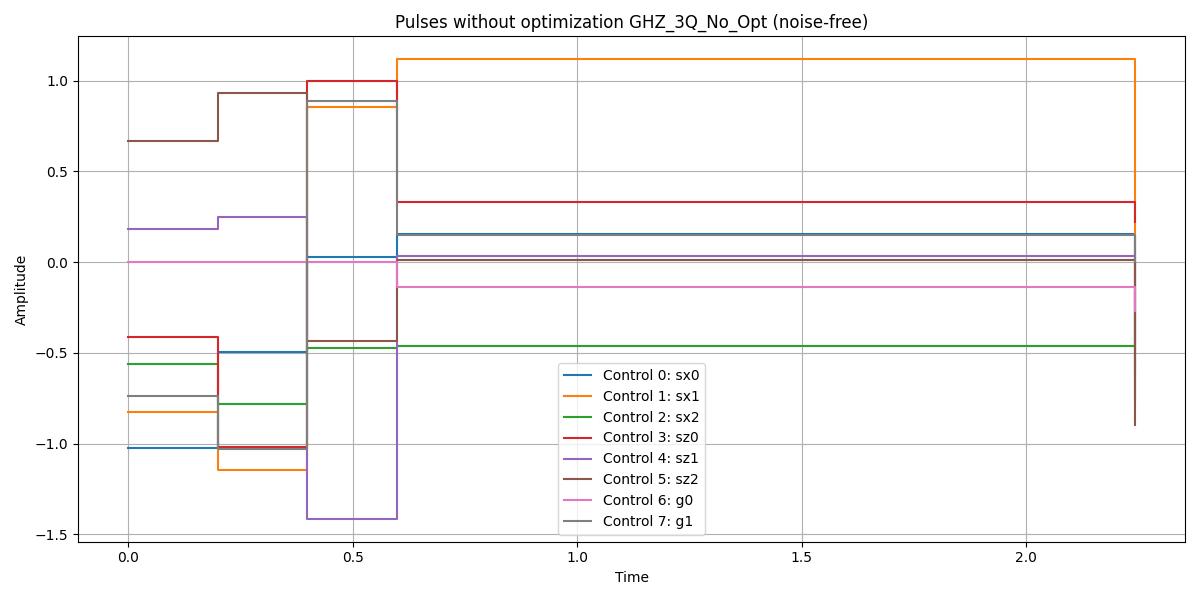 Pulses without optimization GHZ_3Q_No_Opt (noise-free)
Amplitude
1.0
0.5
0.0
−0.5
−1.0
−1.5
Control 0: sx0
Control 1: sx1
Control 2: sx2
Control 3: sz0
Control 4: sz1
Control 5: sz2
Control 6: g0
Control 7: g1
0.0 0.5 1.0 1.5 2.0
Time